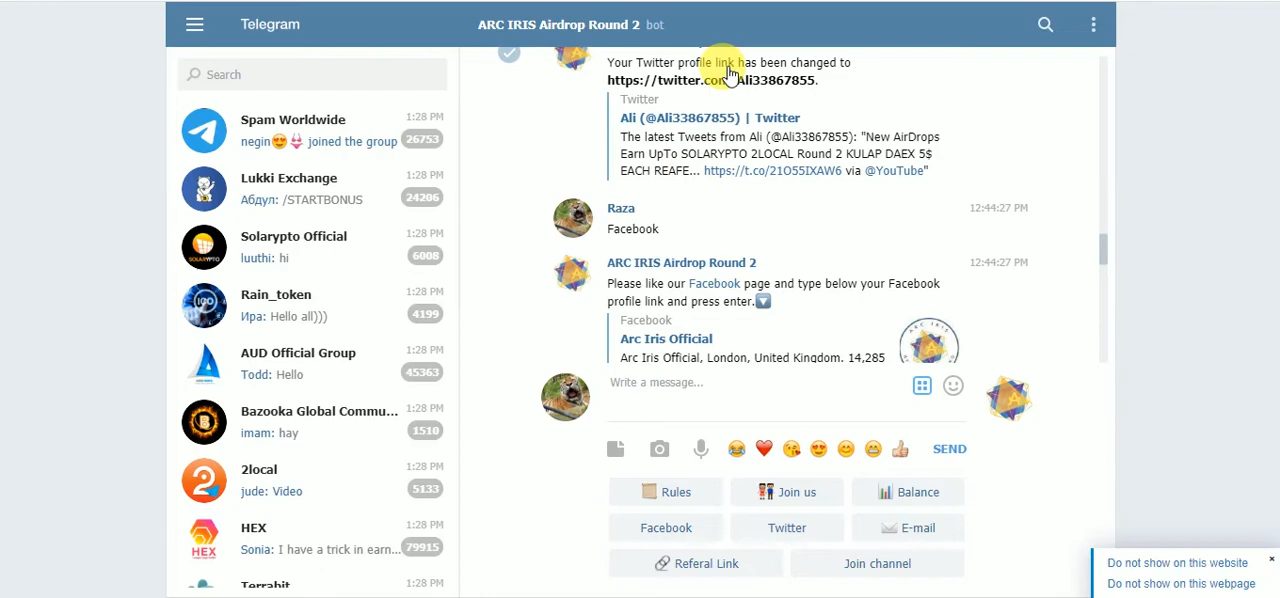 Telegram
ARC IRIS Airdrop Round 2 bot
Search
Spam Worldwide 1:28 PM
negin😍👙 joined the group 26753
Lukki Exchange 1:28 PM
Абдул: /STARTBONUS 24206
Solarypto Official 1:28 PM
luuthi: hi 6008
Rain_token 1:28 PM
Ира: Hello all))) 4199
AUD Official Group 1:28 PM
Todd: Hello 45363
Bazooka Global Commu... 1:28 PM
imam: hay 1510
2local 1:28 PM
jude: Video 5133
HEX 1:28 PM
Sonia: I have a trick in earn... 79915
Terrabit
Your Twitter profile link has been changed to
https://twitter.com/Ali33867855.
Twitter
Ali (@Ali33867855) | Twitter
The latest Tweets from Ali (@Ali33867855): "New AirDrops
Earn UpTo SOLARYPTO 2LOCAL Round 2 KULAP DAEX 5$
EACH REAFE... https://t.co/21O55IXAW6 via @YouTube"
Raza 12:44:27 PM
Facebook
ARC IRIS Airdrop Round 2 12:44:27 PM
Please like our Facebook page and type below your Facebook
profile link and press enter.🔽
Facebook
Arc Iris Official
Arc Iris Official, London, United Kingdom. 14,285
Write a message...
SEND
Rules Join us Balance
Facebook Twitter E-mail
Referal Link Join channel
Do not show on this website
Do not show on this webpage